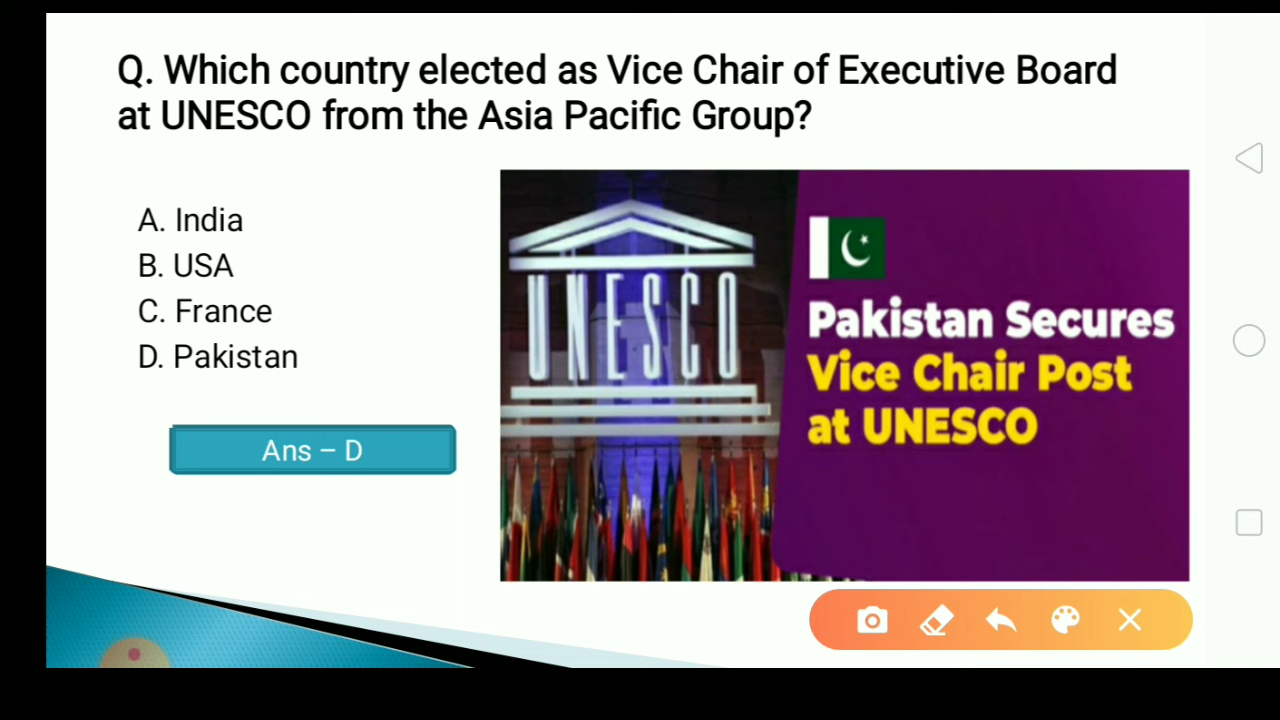 Q. Which country elected as Vice Chair of Executive Board
at UNESCO from the Asia Pacific Group?
A. India
B. USA
C. France
D. Pakistan
Ans – D
UNESCO
Pakistan Secures
Vice Chair Post
at UNESCO